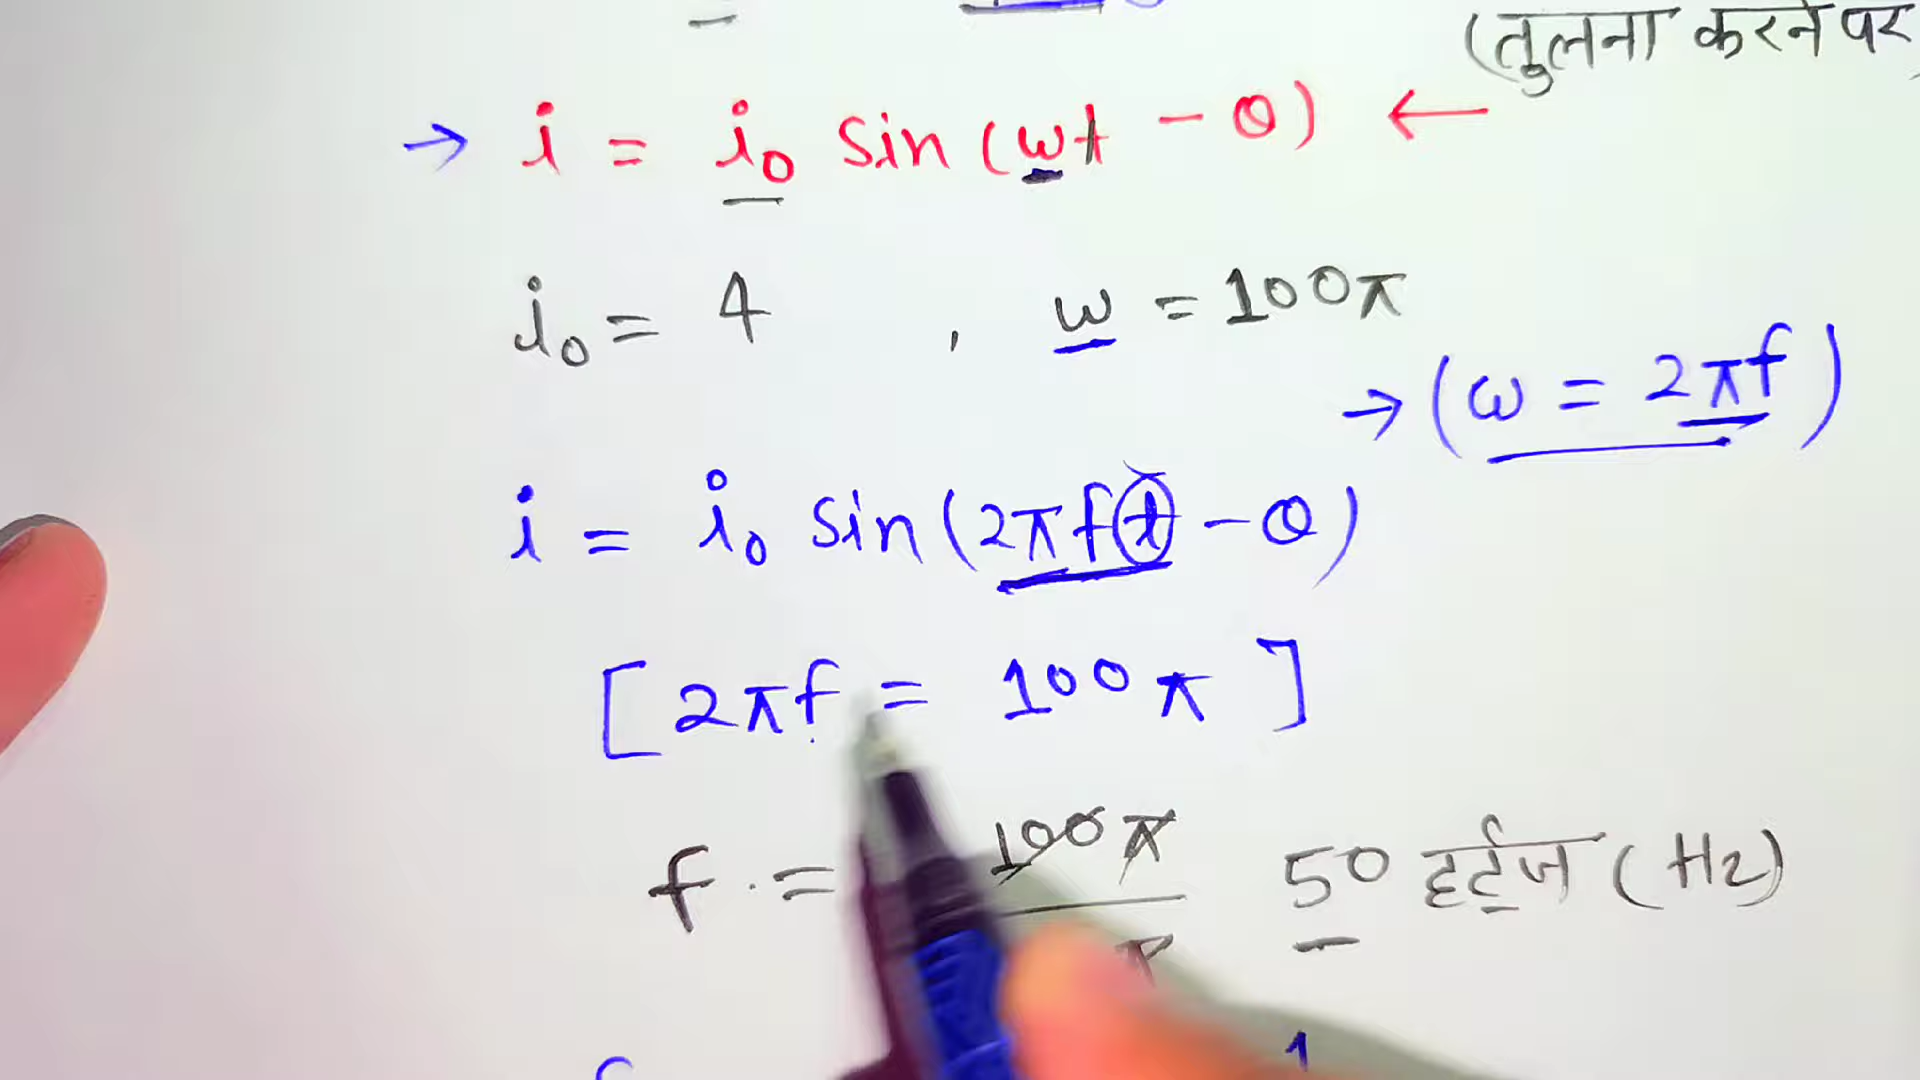 (तुलना करने पर)
→ i = i₀ sin(ωt - θ) ←
i₀ = 4 , ω = 100π
→ (ω = 2πf)
i = i₀ sin(2πft - θ)
[2πf = 100π]
f = 100π 50 हर्ट्ज (Hz)
π
1